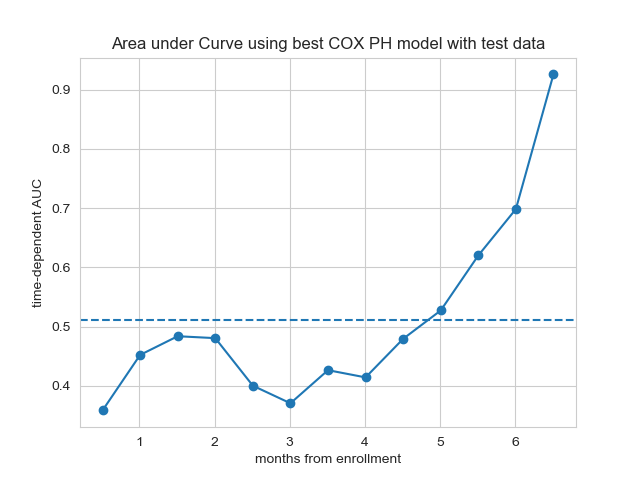 Area under Curve using best COX PH model with test data
time-dependent AUC
0.9
0.8
0.7
0.6
0.5
0.4
1 2 3 4 5 6
months from enrollment